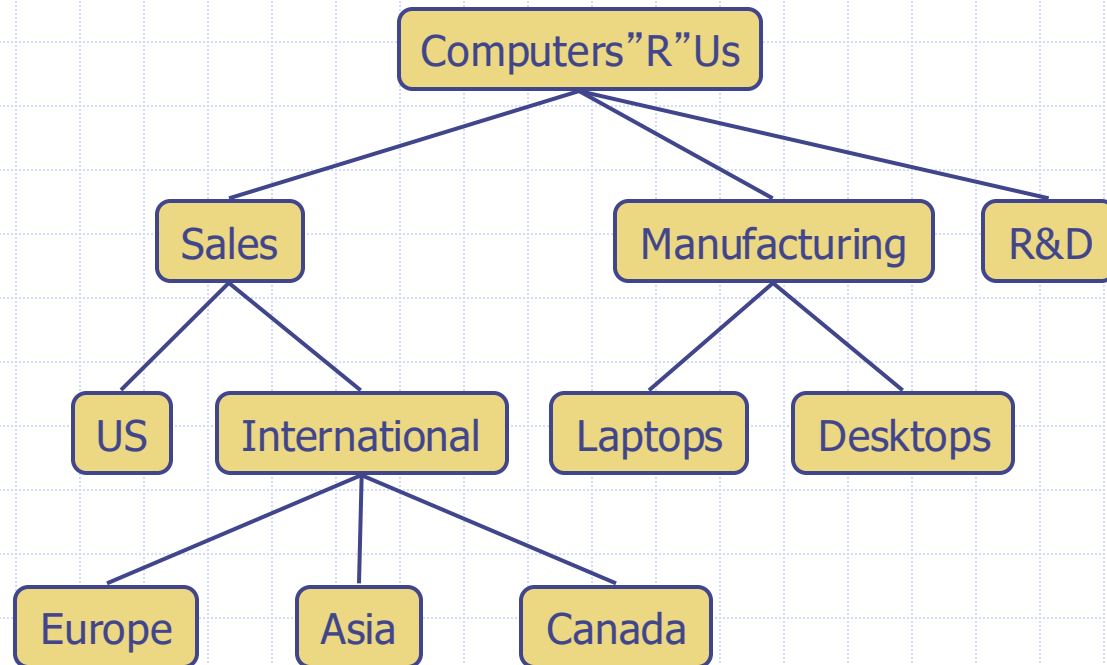 Computers”R”Us
Sales
Manufacturing
R&D
US
International
Laptops
Desktops
Europe
Asia
Canada